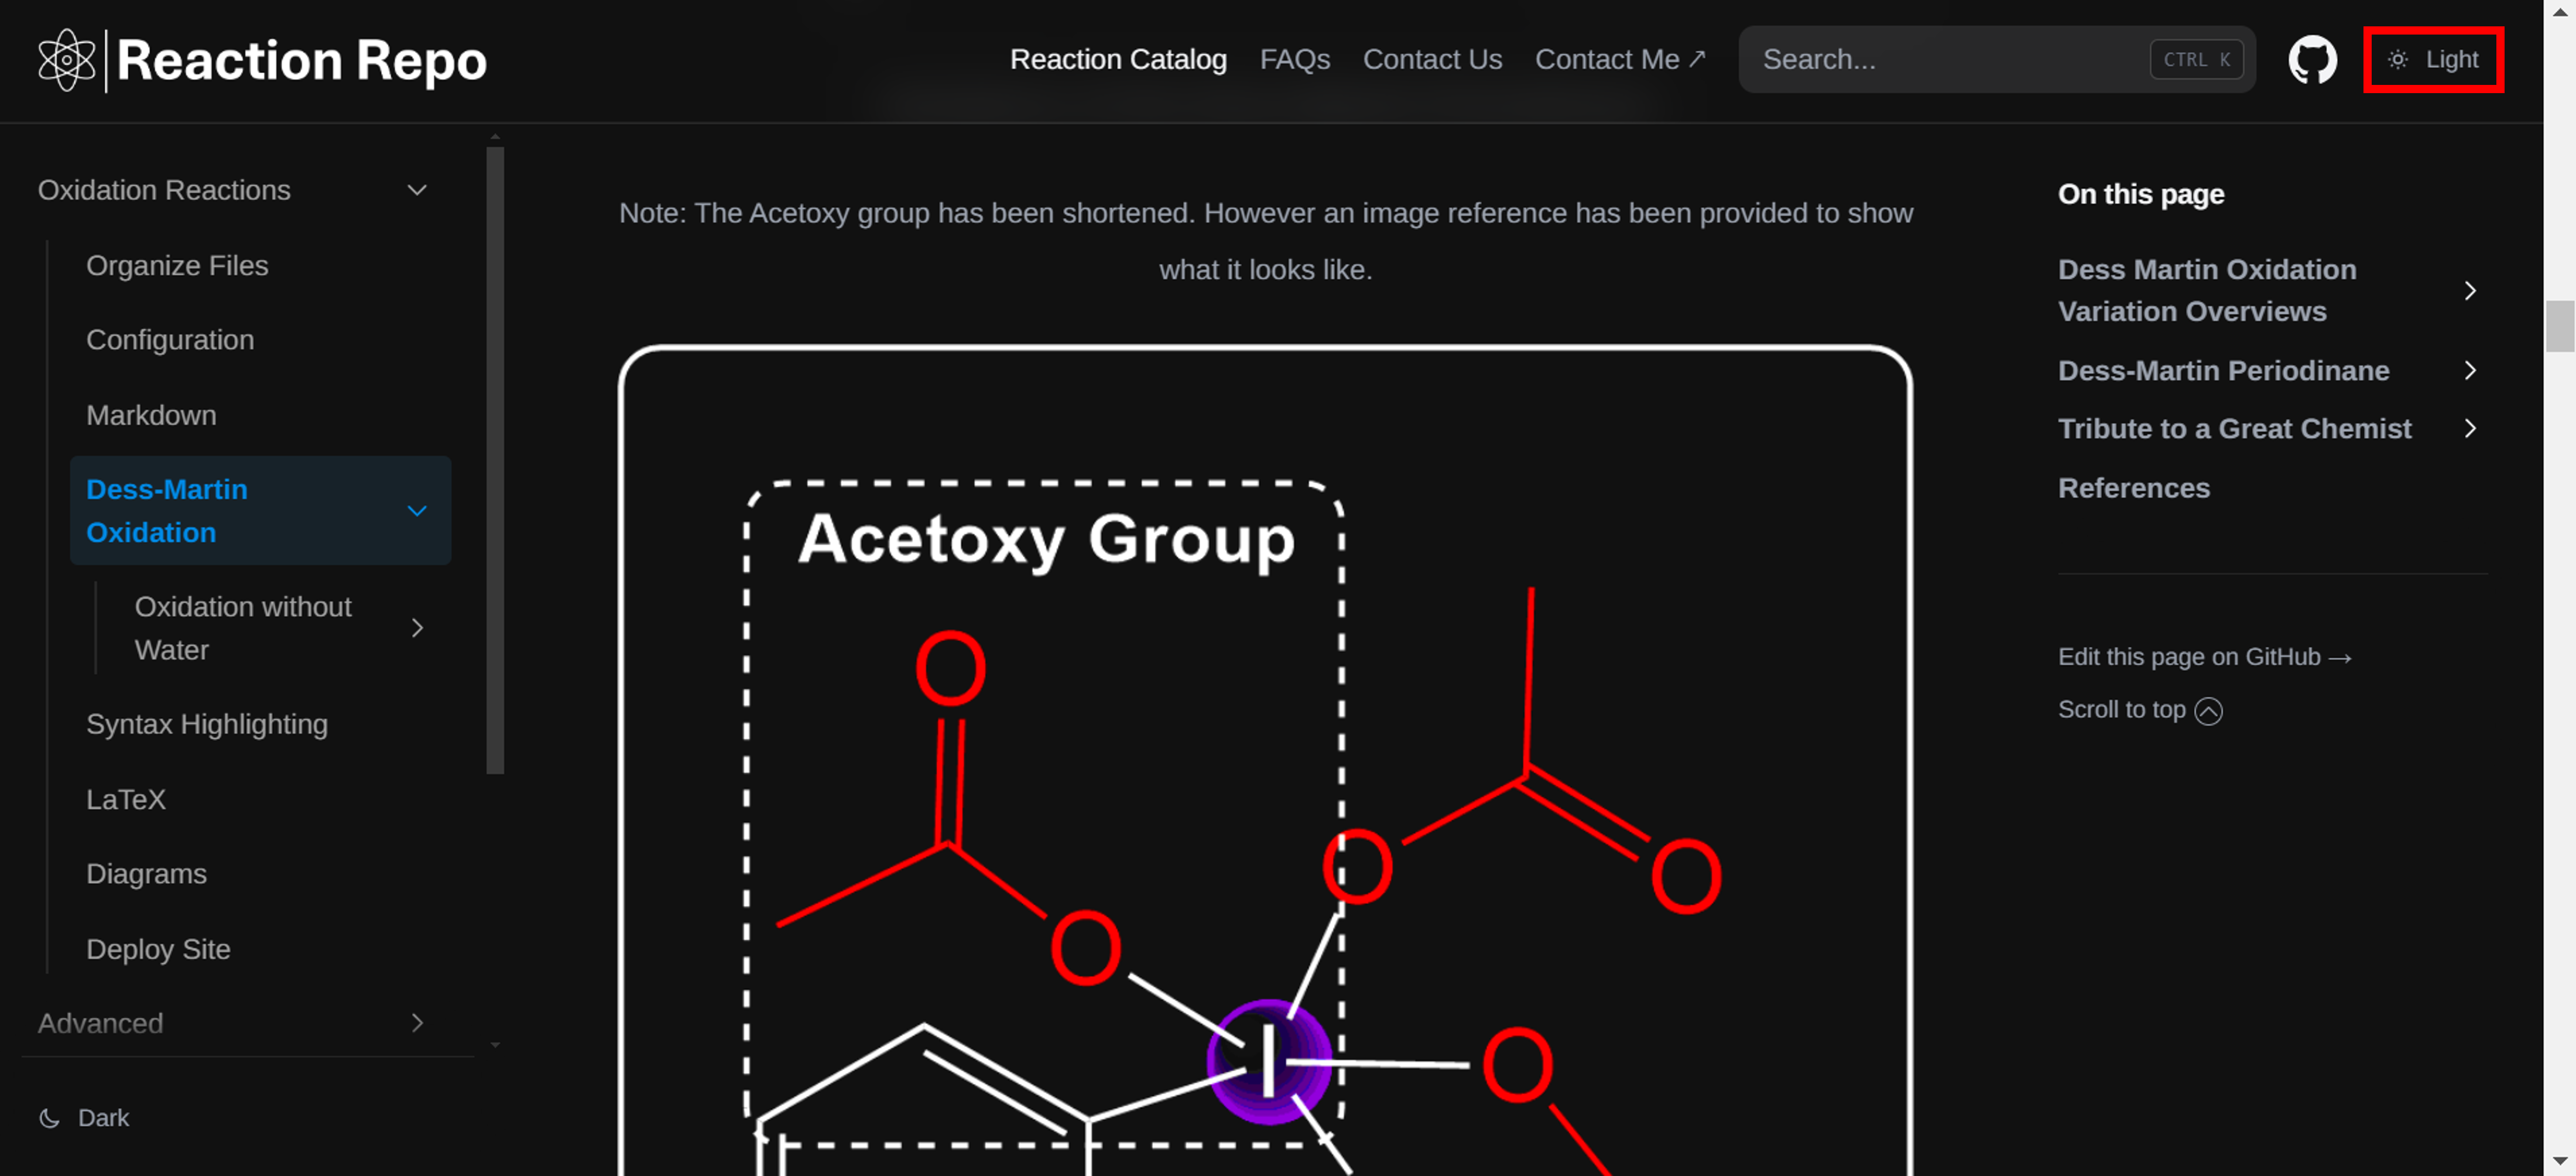 Reaction Repo
Reaction Catalog
FAQs
Contact Us
Contact Me ↗
Search...
CTRL K
Light
Oxidation Reactions
Organize Files
Configuration
Markdown
Dess-Martin
Oxidation
Oxidation without
Water
Syntax Highlighting
LaTeX
Diagrams
Deploy Site
Advanced
Dark
Note: The Acetoxy group has been shortened. However an image reference has been provided to show
what it looks like.
Acetoxy Group
O
O
O
O
I
O
On this page
Dess Martin Oxidation
Variation Overviews
Dess-Martin Periodinane
Tribute to a Great Chemist
References
Edit this page on GitHub →
Scroll to top